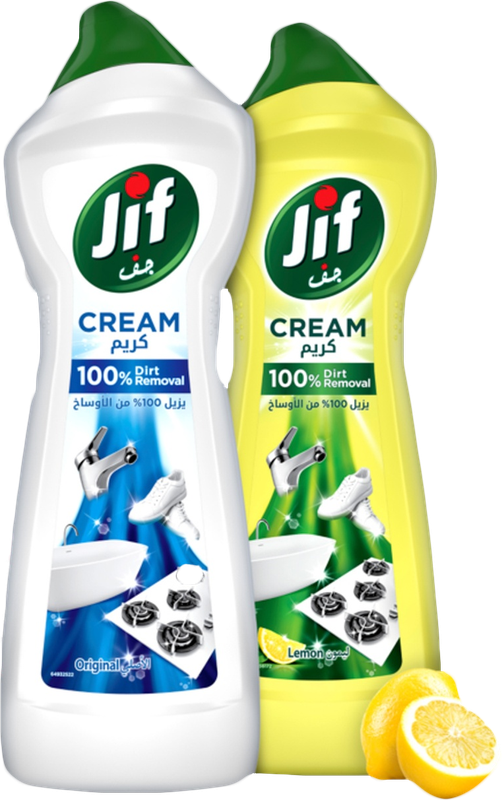 Jif
جف
CREAM
كريم
100% Dirt Removal
يزيل 100% من الأوساخ
Original الأصلي
64932522
Jif
جف
CREAM
كريم
100% Dirt Removal
يزيل 100% من الأوساخ
Lemon ليمون